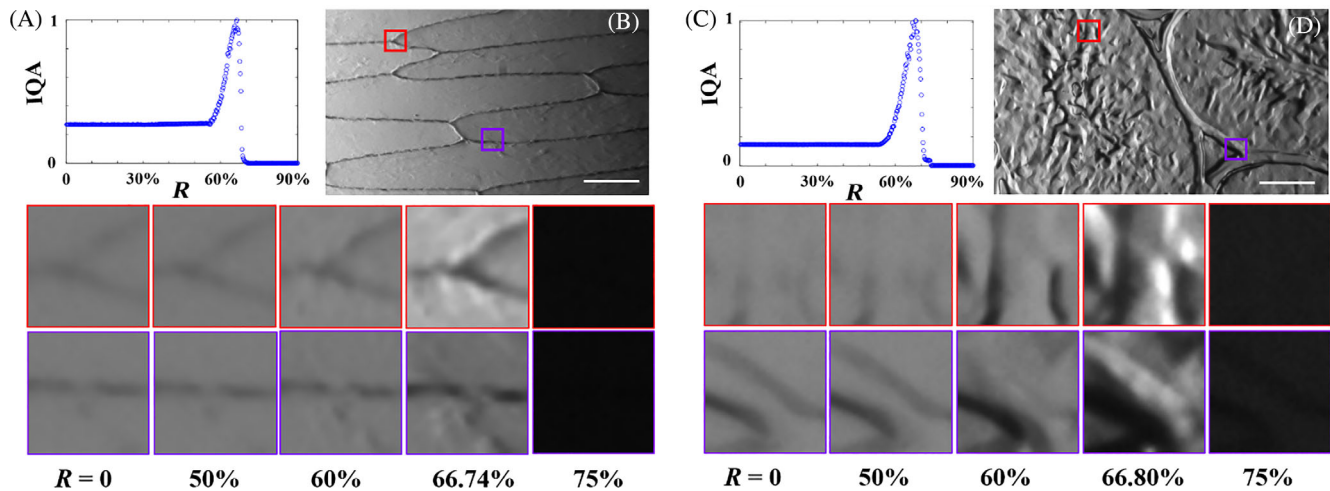 (A)
1
IQA
0
0 30% 60% 90%
R
(B)
(C)
1
IQA
0
0 30% 60% 90%
R
(D)
R = 0 50% 60% 66.74% 75%
R = 0 50% 60% 66.80% 75%